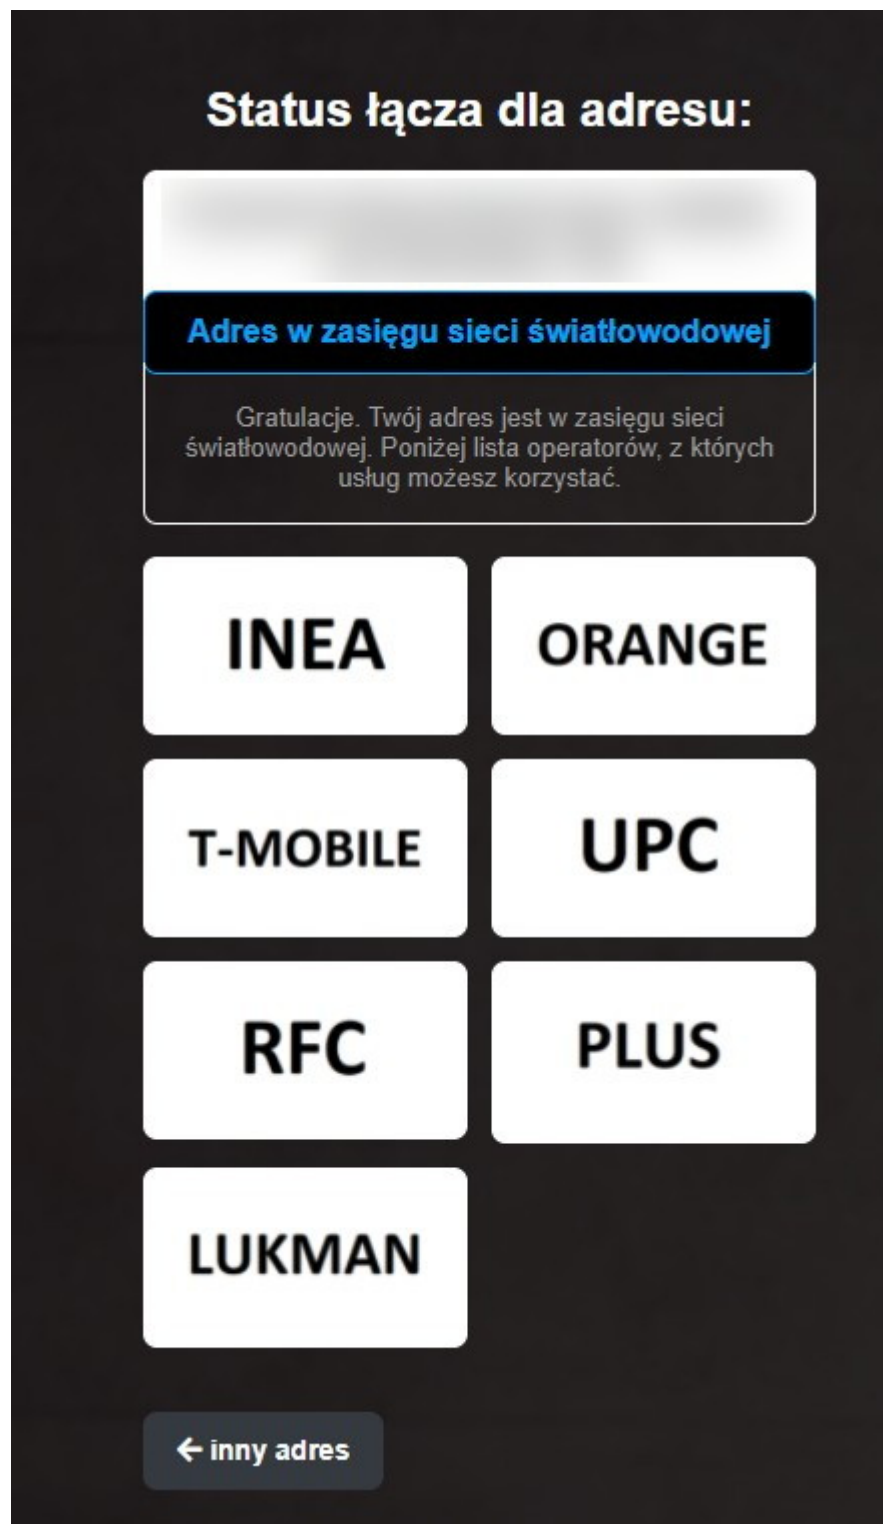 Status łącza dla adresu:
Adres w zasięgu sieci światłowodowej
Gratulacje. Twój adres jest w zasięgu sieci
światłowodowej. Poniżej lista operatorów, z których
usług możesz korzystać.
INEA
ORANGE
T-MOBILE
UPC
RFC
PLUS
LUKMAN
← inny adres